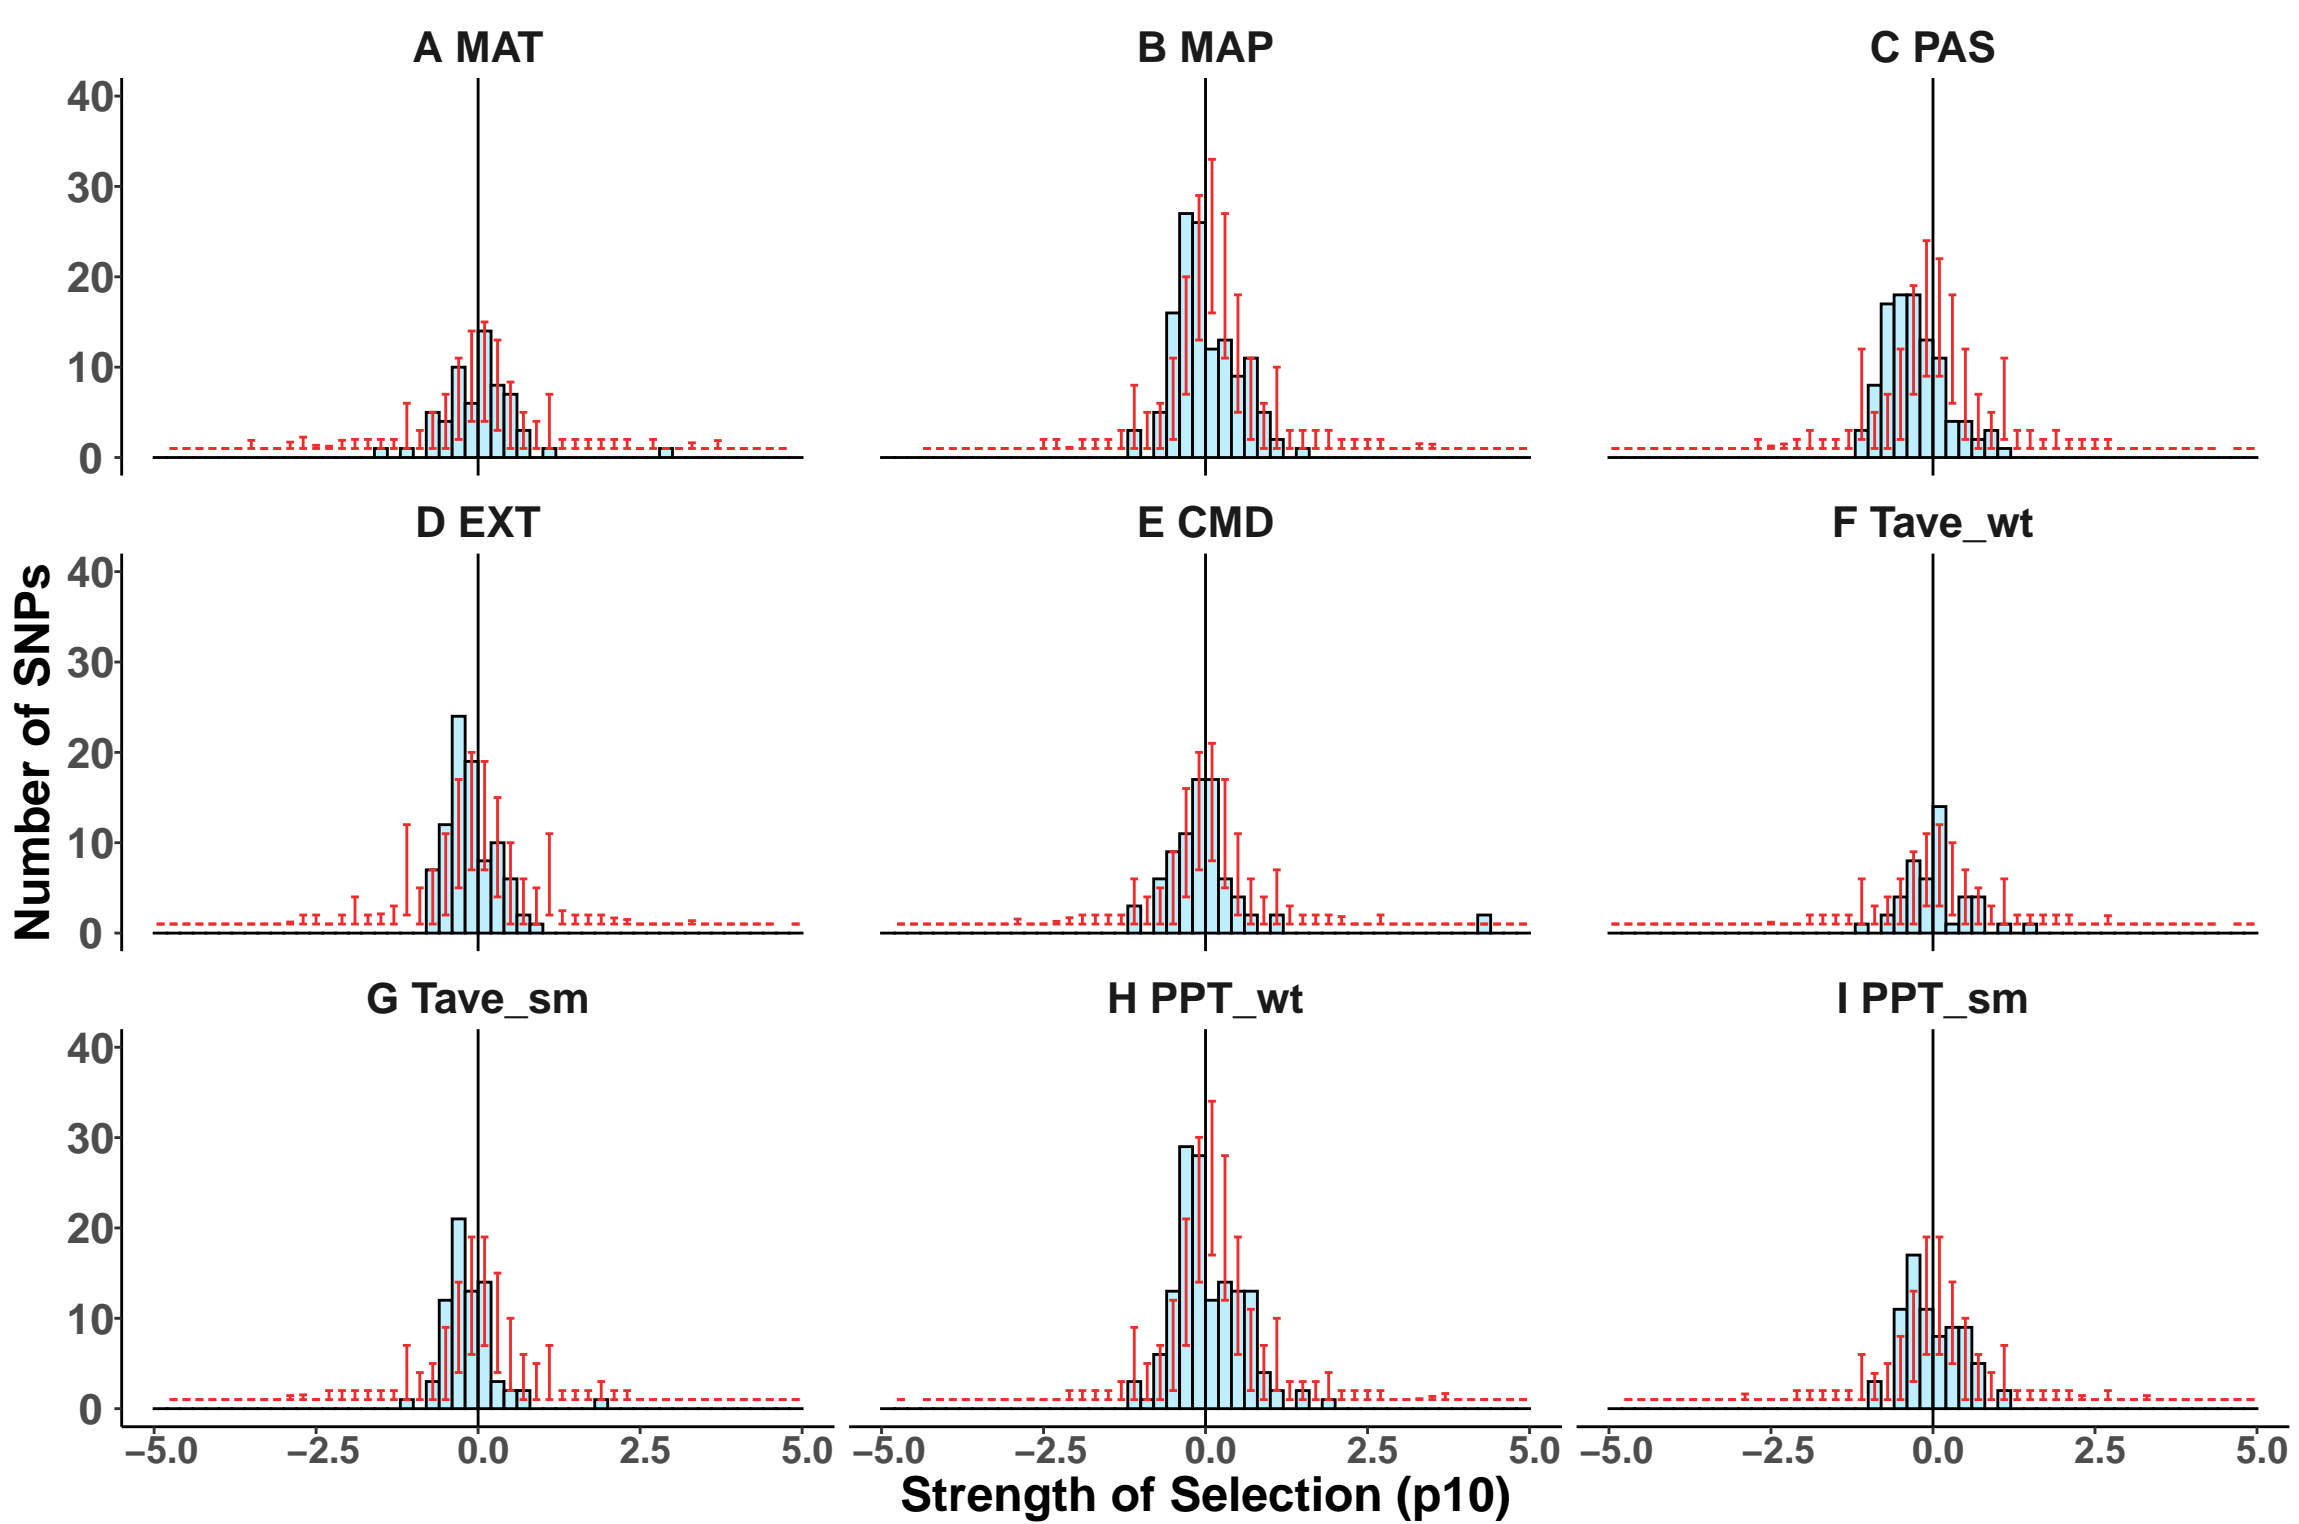 A MAT
B MAP
C PAS
40
30
20
10
0
D EXT
E CMD
F Tave_wt
40
30
20
10
0
Number of SNPs
G Tave_sm
H PPT_wt
I PPT_sm
40
30
20
10
0
−5.0 −2.5 0.0 2.5 5.0
−5.0 −2.5 0.0 2.5 5.0
−5.0 −2.5 0.0 2.5 5.0
Strength of Selection (p10)